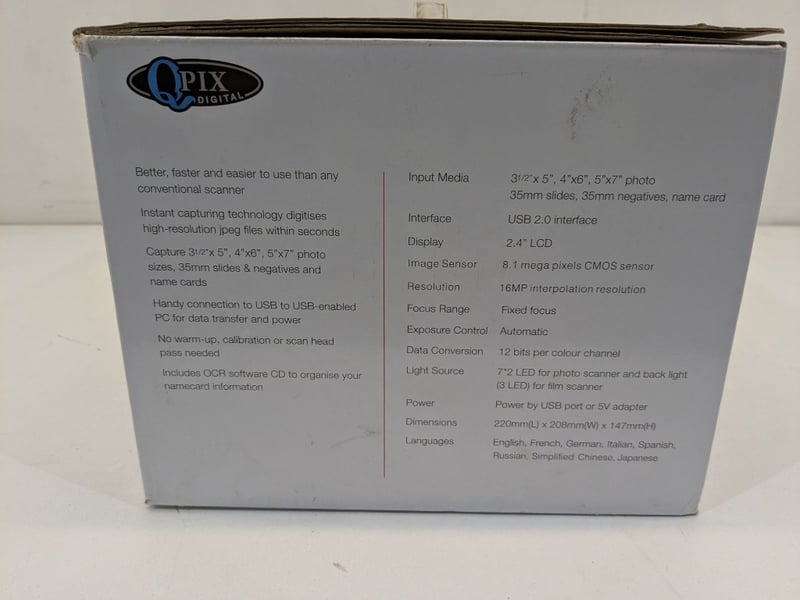 QPIX
DIGITAL
Better, faster and easier to use than any
conventional scanner
Instant capturing technology digitises
high-resolution jpeg files within seconds
Capture 31/2"x 5", 4"x6", 5"x7" photo
sizes, 35mm slides & negatives and
name cards
Handy connection to USB to USB-enabled
PC for data transfer and power
No warm-up, calibration or scan head
pass needed
Includes OCR software CD to organise your
namecard information
Input Media 31/2"x 5", 4"x6", 5"x7" photo
35mm slides, 35mm negatives, name card
Interface USB 2.0 interface
Display 2.4" LCD
Image Sensor 8.1 mega pixels CMOS sensor
Resolution 16MP interpolation resolution
Focus Range Fixed focus
Exposure Control Automatic
Data Conversion 12 bits per colour channel
Light Source 7*2 LED for photo scanner and back light
(3 LED) for film scanner
Power Power by USB port or 5V adapter
Dimensions 220mm(L) x 208mm(W) x 147mm(H)
Languages English, French, German, Italian, Spanish,
Russian, Simplified Chinese, Japanese